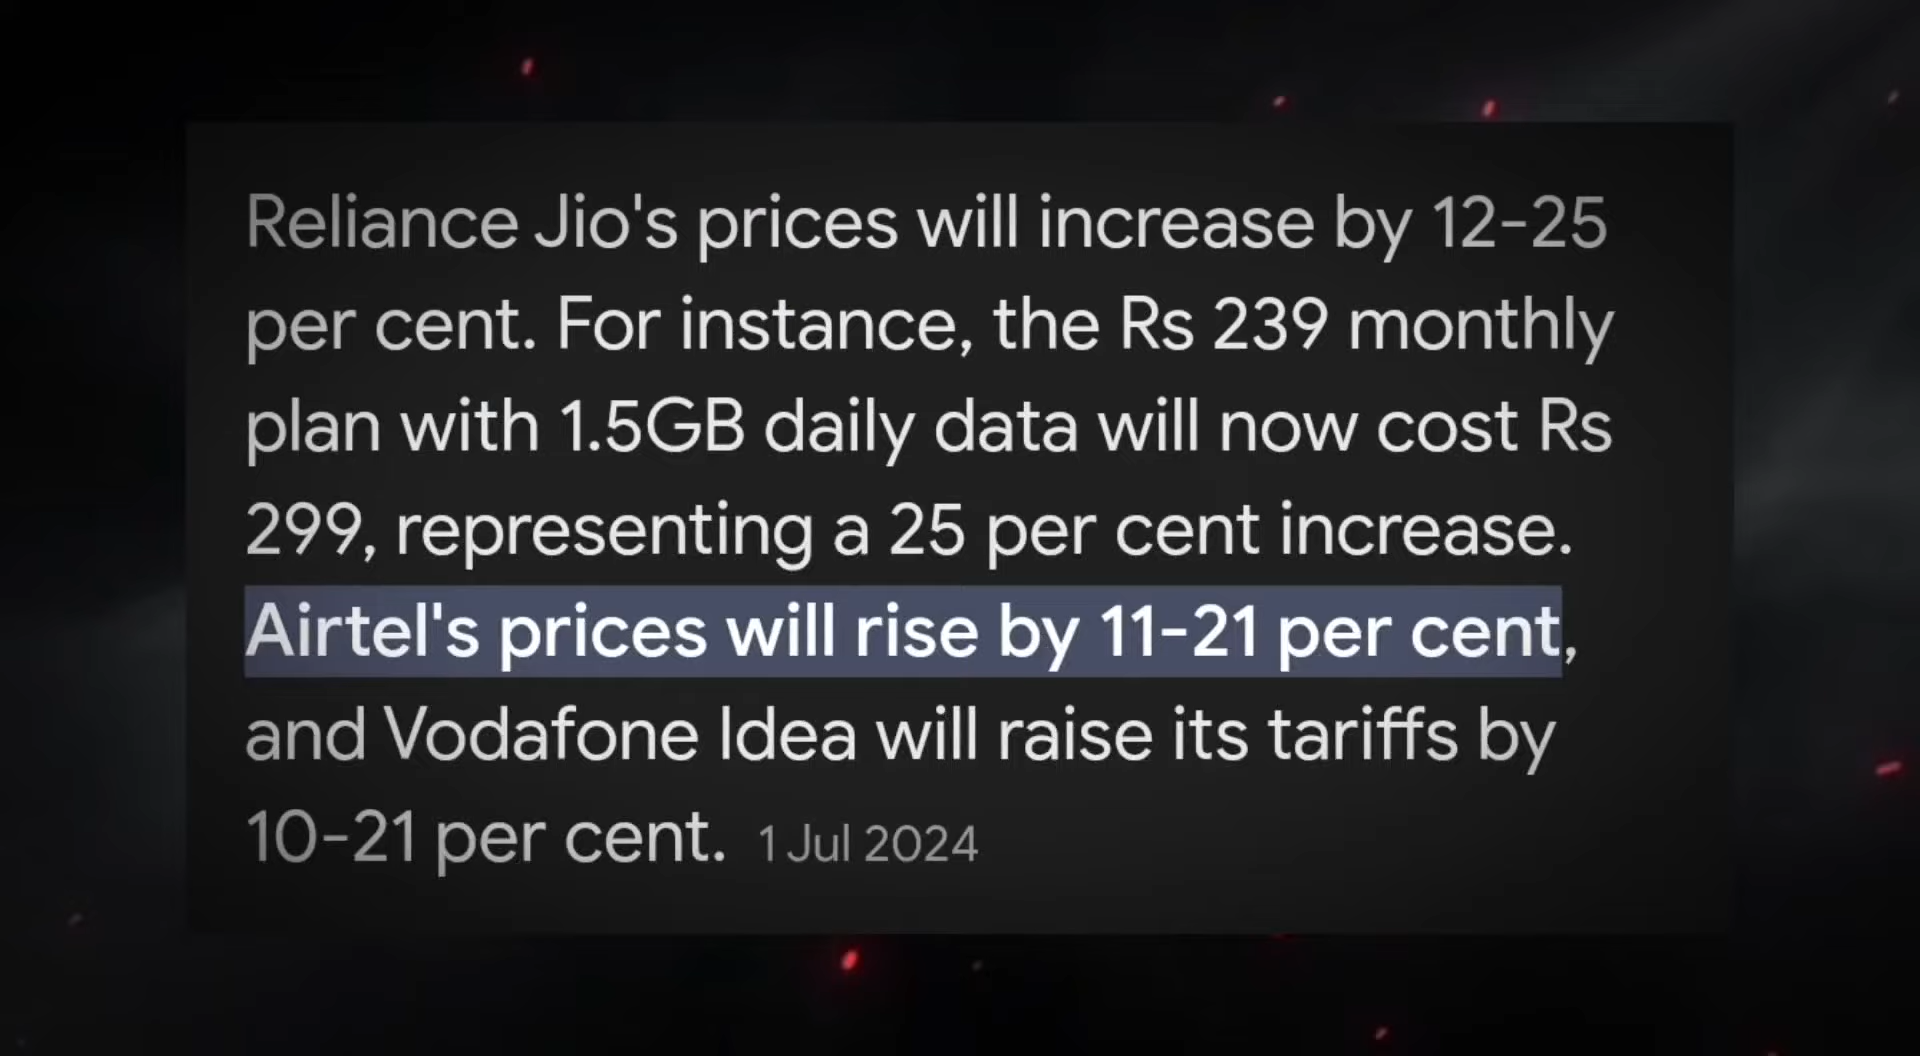 Reliance Jio's prices will increase by 12-25
per cent. For instance, the Rs 239 monthly
plan with 1.5GB daily data will now cost Rs
299, representing a 25 per cent increase.
Airtel's prices will rise by 11-21 per cent,
and Vodafone Idea will raise its tariffs by
10-21 per cent. 1 Jul 2024